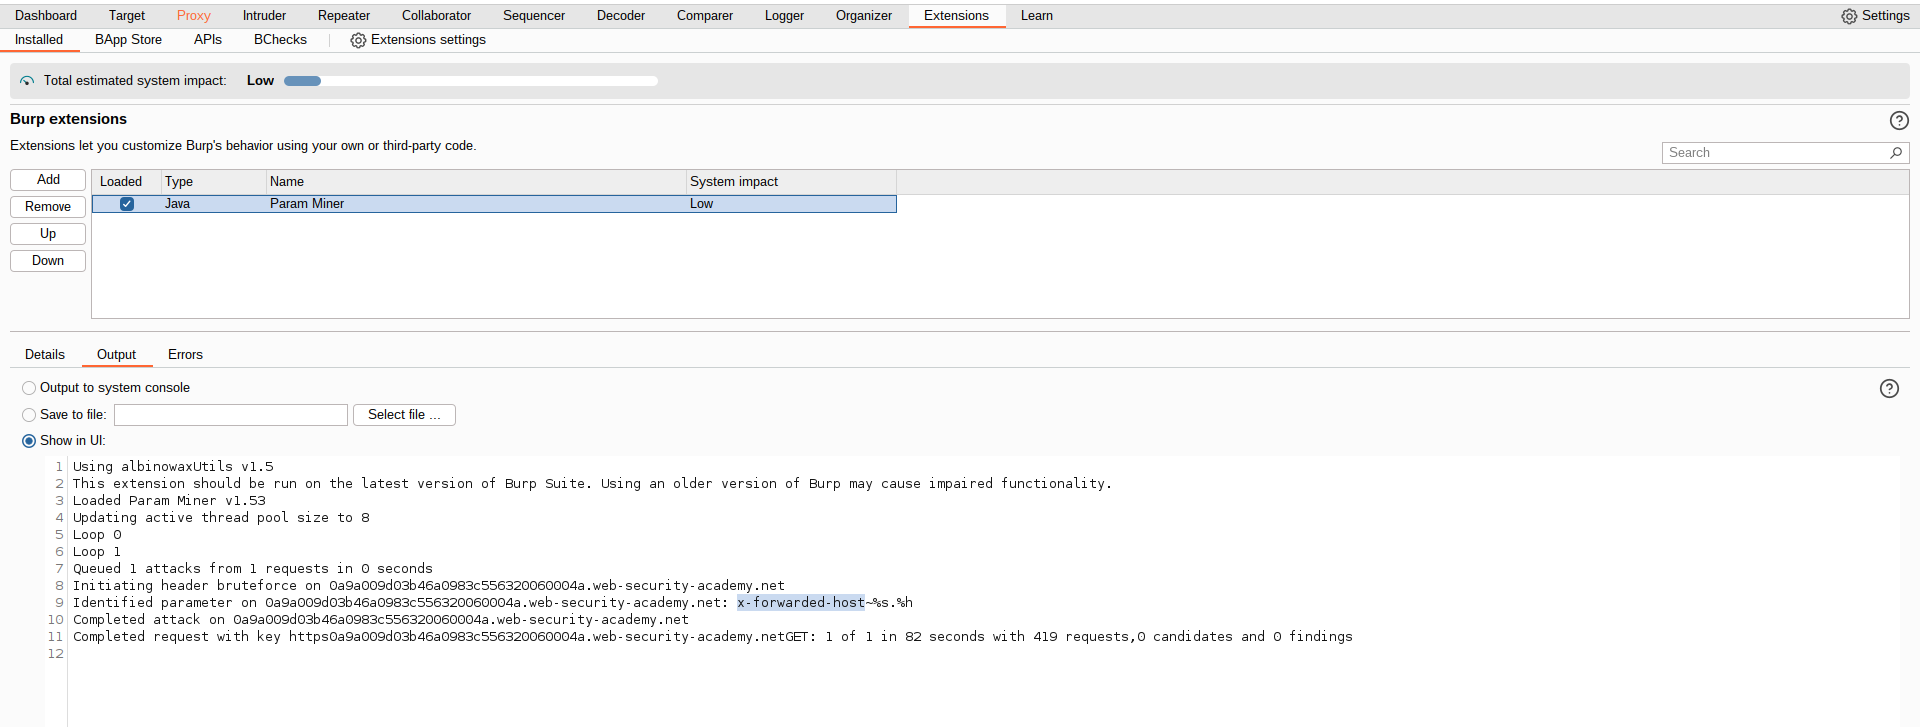 Dashboard Target Proxy Intruder Repeater Collaborator Sequencer Decoder Comparer Logger Organizer Extensions Learn Settings
Installed BApp Store APIs BChecks Extensions settings
Total estimated system impact: Low
Burp extensions
Extensions let you customize Burp's behavior using your own or third-party code.
Search
Add
Remove
Up
Down
Loaded Type Name System impact
Java Param Miner Low
Details Output Errors
Output to system console
Save to file: Select file ...
Show in UI:
1 Using albinowaxUtils v1.5
2 This extension should be run on the latest version of Burp Suite. Using an older version of Burp may cause impaired functionality.
3 Loaded Param Miner v1.53
4 Updating active thread pool size to 8
5 Loop 0
6 Loop 1
7 Queued 1 attacks from 1 requests in 0 seconds
8 Initiating header bruteforce on 0a9a009d03b46a0983c556320060004a.web-security-academy.net
9 Identified parameter on 0a9a009d03b46a0983c556320060004a.web-security-academy.net: x-forwarded-host~%s.%h
10 Completed attack on 0a9a009d03b46a0983c556320060004a.web-security-academy.net
11 Completed request with key https0a9a009d03b46a0983c556320060004a.web-security-academy.netGET: 1 of 1 in 82 seconds with 419 requests,0 candidates and 0 findings
12